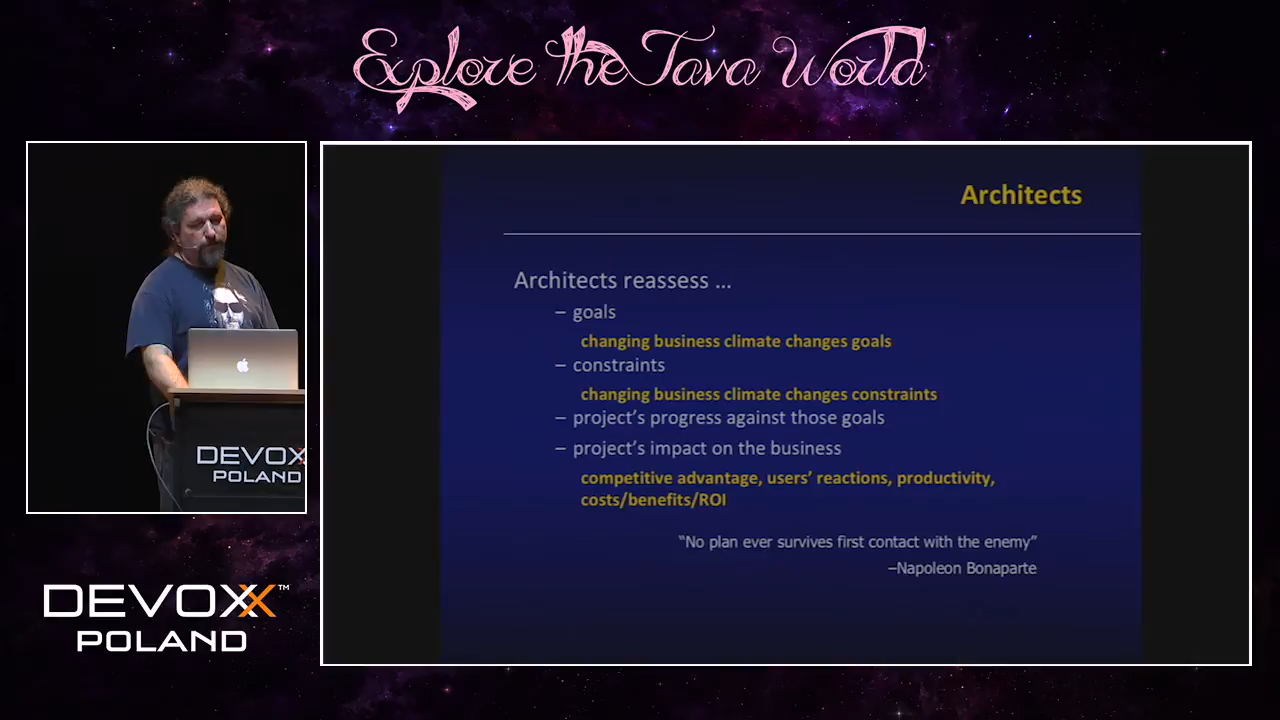 Explore the Java World
Architects
Architects reassess ...
– goals
changing business climate changes goals
– constraints
changing business climate changes constraints
– project’s progress against those goals
– project’s impact on the business
competitive advantage, users’ reactions, productivity,
costs/benefits/ROI
“No plan ever survives first contact with the enemy”
–Napoleon Bonaparte
DEVOXX
POLAND
DEVOXX™
POLAND